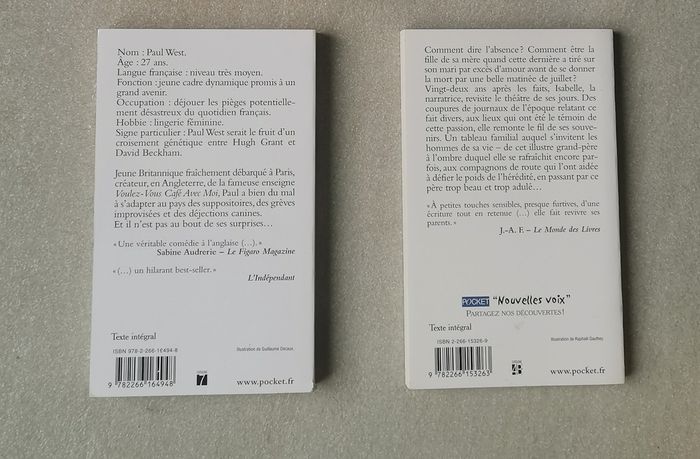 Nom : Paul West.
Âge : 27 ans.
Langue française : niveau très moyen.
Fonction : jeune cadre dynamique promis à un
grand avenir.
Occupation : déjouer les pièges potentielle-
ment désastreux du quotidien français.
Hobbie : lingerie féminine.
Signe particulier : Paul West serait le fruit d'un
croisement génétique entre Hugh Grant et
David Beckham.
Jeune Britannique fraîchement débarqué à Paris,
créateur, en Angleterre, de la fameuse enseigne
Voulez-Vous Café Avec Moi, Paul a bien du mal
à s'adapter au pays des suppositoires, des grèves
improvisées et des déjections canines.
Et il n'est pas au bout de ses surprises…
« Une véritable comédie à l'anglaise (…). »
Sabine Audrerie – Le Figaro Magazine
« (…) un hilarant best-seller. »
L'Indépendant
Texte intégral
ISBN 978-2-266-16494-8
Illustration de Guillaume Decaux.
9 782266 164948
7
www.pocket.fr
Comment dire l'absence ? Comment être la
fille de sa mère quand cette dernière a tiré sur
son mari par excès d'amour avant de se donner
la mort par une belle matinée de juillet ?
Vingt-deux ans après les faits, Isabelle, la
narratrice, revisite le théâtre de ses jours. Des
coupures de journaux de l'époque relatant ce
fait divers, aux lieux qui ont été le témoin de
cette passion, elle remonte le fil de ses souve-
nirs. Un tableau familial auquel s'invitent les
hommes de sa vie – de cet illustre grand-père à
à l'ombre duquel elle se rafraîchit encore par-
fois, aux compagnons de route qui l'ont aidée
à défier le poids de l'hérédité, en passant par ce
père trop beau et trop adulé…
« À petites touches sensibles, presque furtives, d'une
écriture tout en retenue (…) elle fait revivre ses
parents. »
J.-A. F. – Le Monde des Livres
POCKET "Nouvelles voix"
PARTAGEZ NOS DÉCOUVERTES !
Texte intégral
ISBN 2-266-15326-9
Illustration de Raphaël Gauthey
9 782266 153263
www.pocket.fr